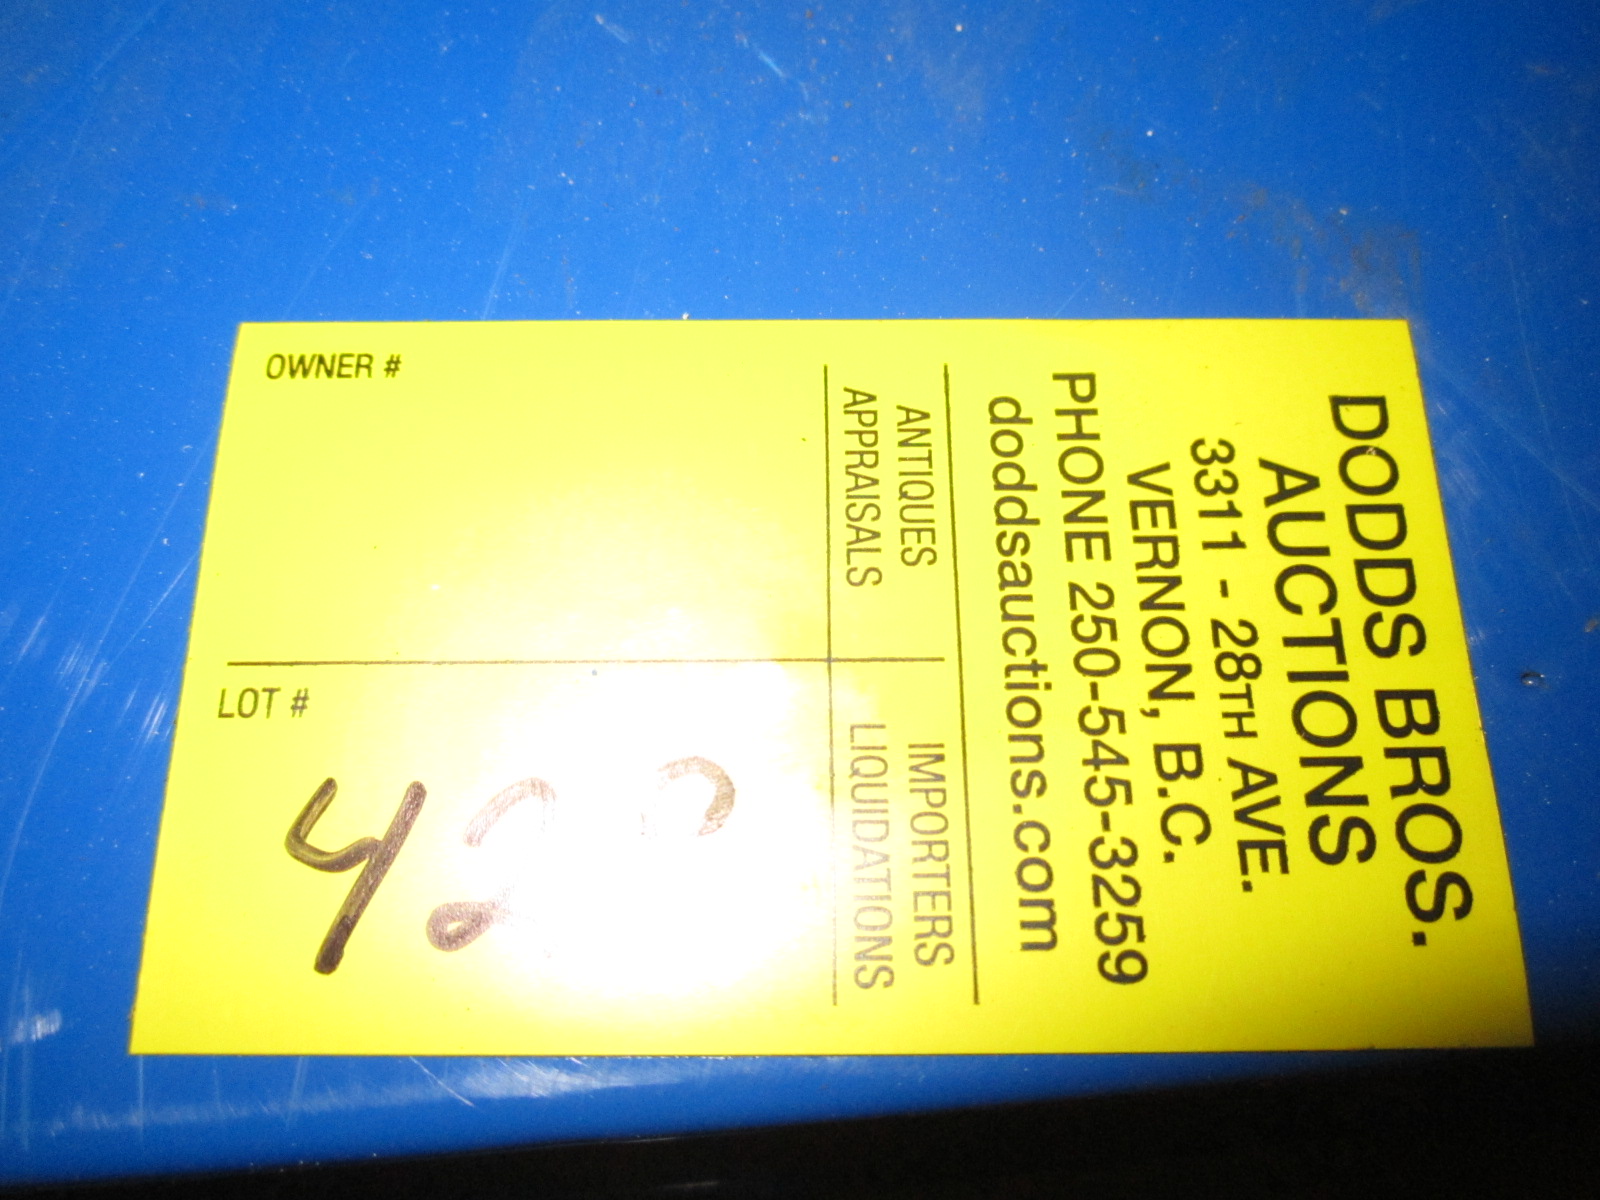 DODDS BROS.
AUCTIONS
3311 - 28TH AVE.
VERNON, B.C.
PHONE 250-545-3259
doddsauctions.com
ANTIQUES IMPORTERS
APPRAISALS LIQUIDATIONS
OWNER #
LOT #